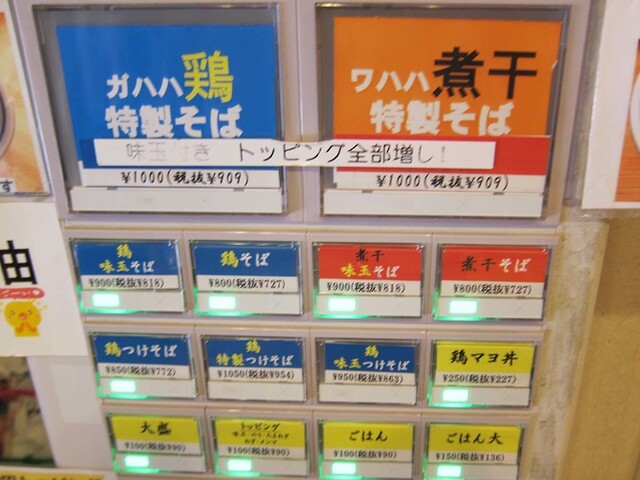 ガハハ鶏
特製そば
ワハハ煮干
特製そば
味玉付き トッピング全部増し!
¥1000(税抜¥909)
¥1000(税抜¥909)
す
油
鶏
味玉そば
¥900(税抜¥818)
鶏そば
¥800(税抜¥727)
煮干
味玉そば
¥900(税抜¥818)
煮干そば
¥800(税抜¥727)
鶏つけそば
¥850(税抜¥772)
鶏
特製つけそば
¥1050(税抜¥954)
鶏
味玉つけそば
¥950(税抜¥863)
鶏マヨ丼
¥250(税抜¥227)
大盛
¥100(税抜¥90)
トッピング
¥100(税抜¥90)
ごはん
¥100(税抜¥90)
ごはん大
¥150(税抜¥136)